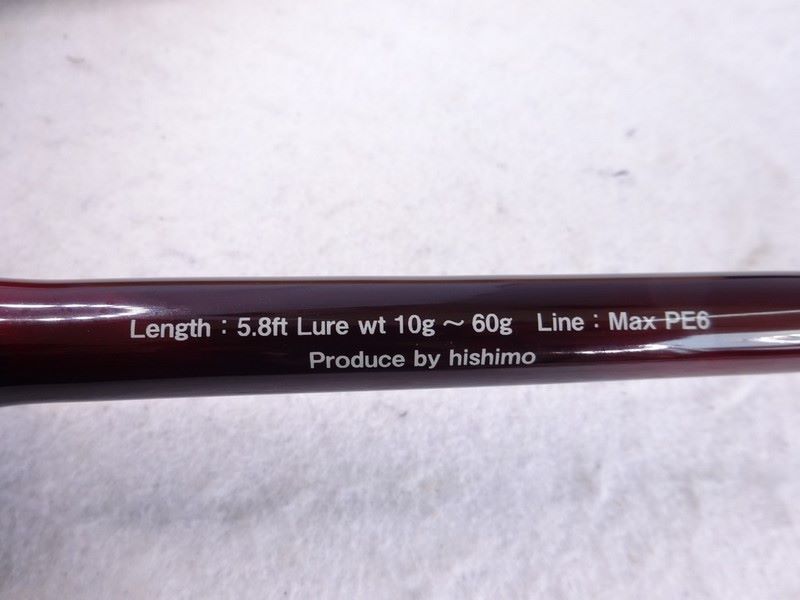 Length : 5.8ft Lure wt 10g ～ 60g Line : Max PE6
Produce by hishimo